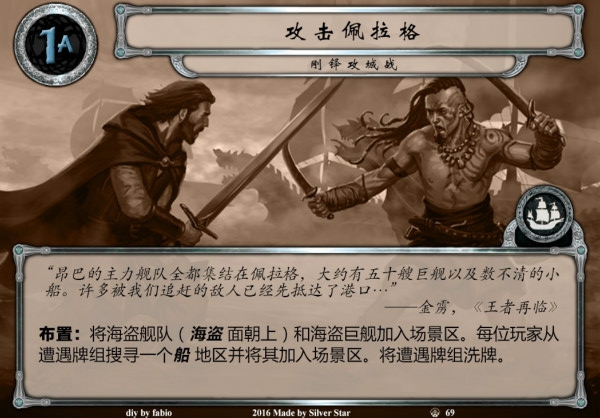 1A
攻击佩拉格
刚铎攻城战
“昂巴的主力舰队全都集结在佩拉格，大约有五十艘巨舰以及数不清的小
船。许多被我们追赶的敌人已经先抵达了港口…”
——金雳，《王者再临》
布置：将海盗舰队（海盗 面朝上）和海盗巨舰加入场景区。每位玩家从
遭遇牌组搜寻一个船 地区并将其加入场景区。将遭遇牌组洗牌。
diy by fabio 2016 Made by Silver Star 69